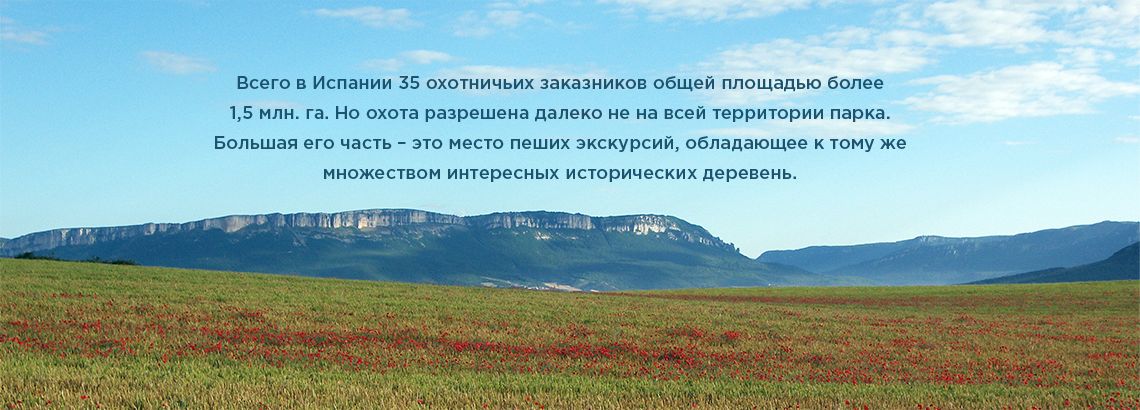 Всего в Испании 35 охотничьих заказников общей площадью более
1,5 млн. га. Но охота разрешена далеко не на всей территории парка.
Большая его часть – это место пеших экскурсий, обладающее к тому же
множеством интересных исторических деревень.